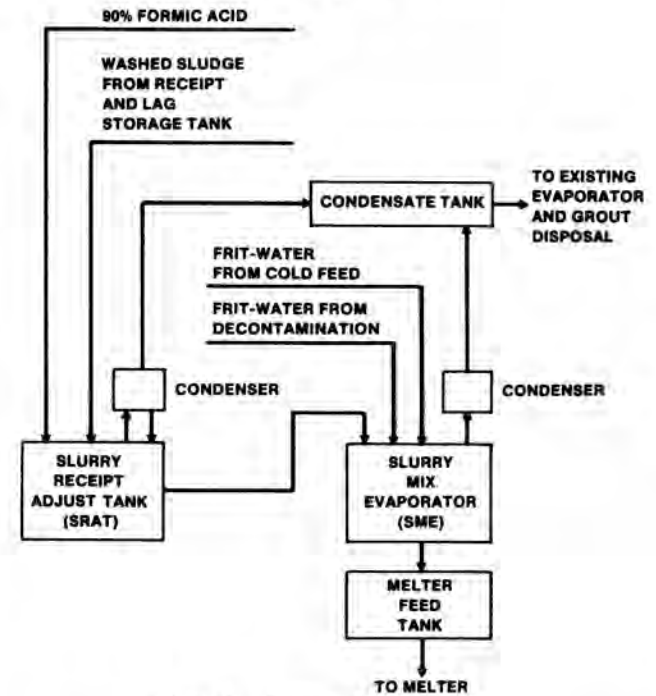 90% FORMIC ACID
WASHED SLUDGE
FROM RECEIPT
AND LAG
STORAGE TANK
CONDENSATE TANK
TO EXISTING
EVAPORATOR
AND GROUT
DISPOSAL
FRIT-WATER
FROM COLD FEED
FRIT-WATER FROM
DECONTAMINATION
CONDENSER
CONDENSER
SLURRY
RECEIPT
ADJUST TANK
(SRAT)
SLURRY
MIX
EVAPORATOR
(SME)
MELTER
FEED
TANK
TO MELTER